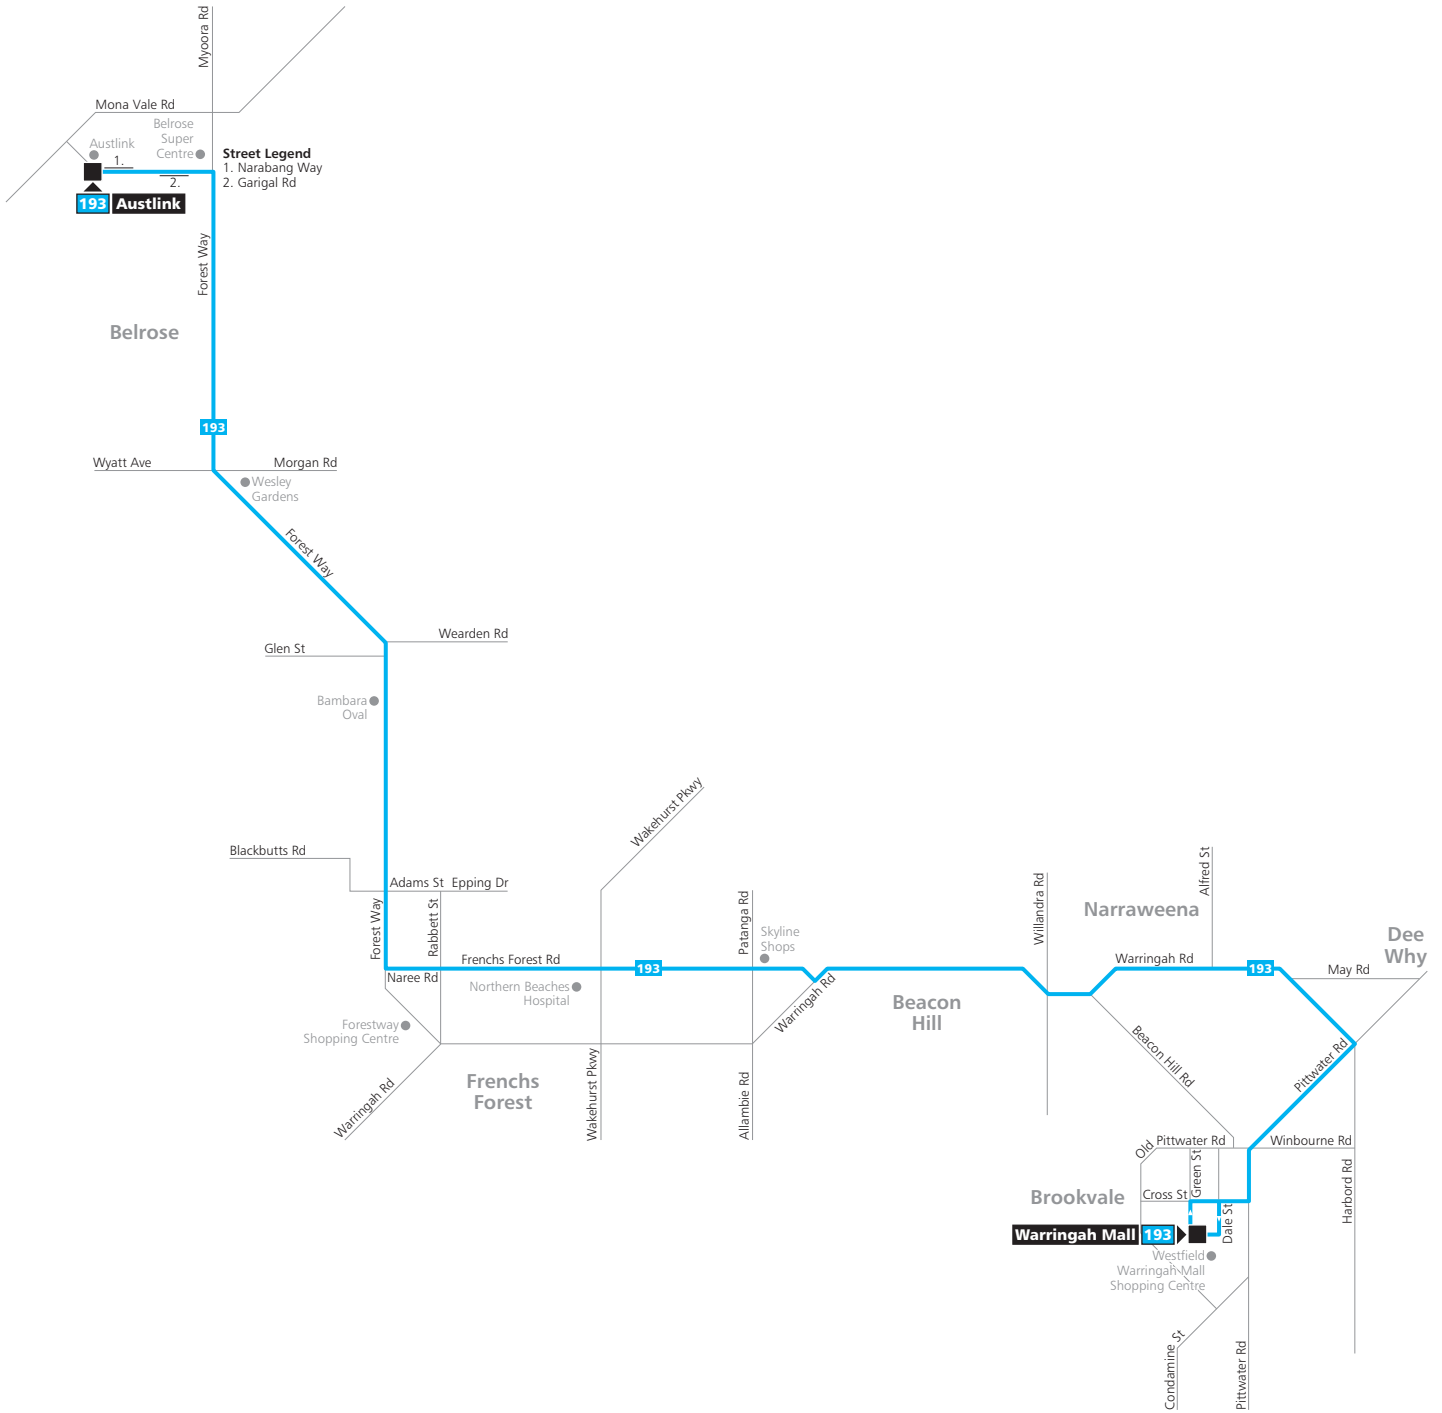 Myoora Rd
Mona Vale Rd
Belrose
Super
Centre
Austlink
1.
2.
Street Legend
1. Narabang Way
2. Garigal Rd
193 Austlink
Forest Way
Belrose
193
Wyatt Ave
Morgan Rd
Wesley
Gardens
Forest Way
Wearden Rd
Glen St
Bambara
Oval
Wakehurst Pkwy
Blackbutts Rd
Adams St
Epping Dr
Forest Way
Rabbett St
Patanga Rd
Skyline
Shops
Willandra Rd
Alfred St
Narraweena
Dee
Why
Naree Rd
Frenchs Forest Rd
193
Warringah Rd
193
May Rd
Northern Beaches
Hospital
Warringah Rd
Beacon
Hill
Forestway
Shopping Centre
Beacon Hill Rd
Pittwater Rd
Frenchs
Forest
Warringah Rd
Wakehurst Pkwy
Allambie Rd
Old
Pittwater Rd
Winbourne Rd
Green St
Harbord Rd
Brookvale
Cross St
Dale St
Warringah Mall 193
Westfield
Warringah Mall
Shopping Centre
Condamine St
Pittwater Rd